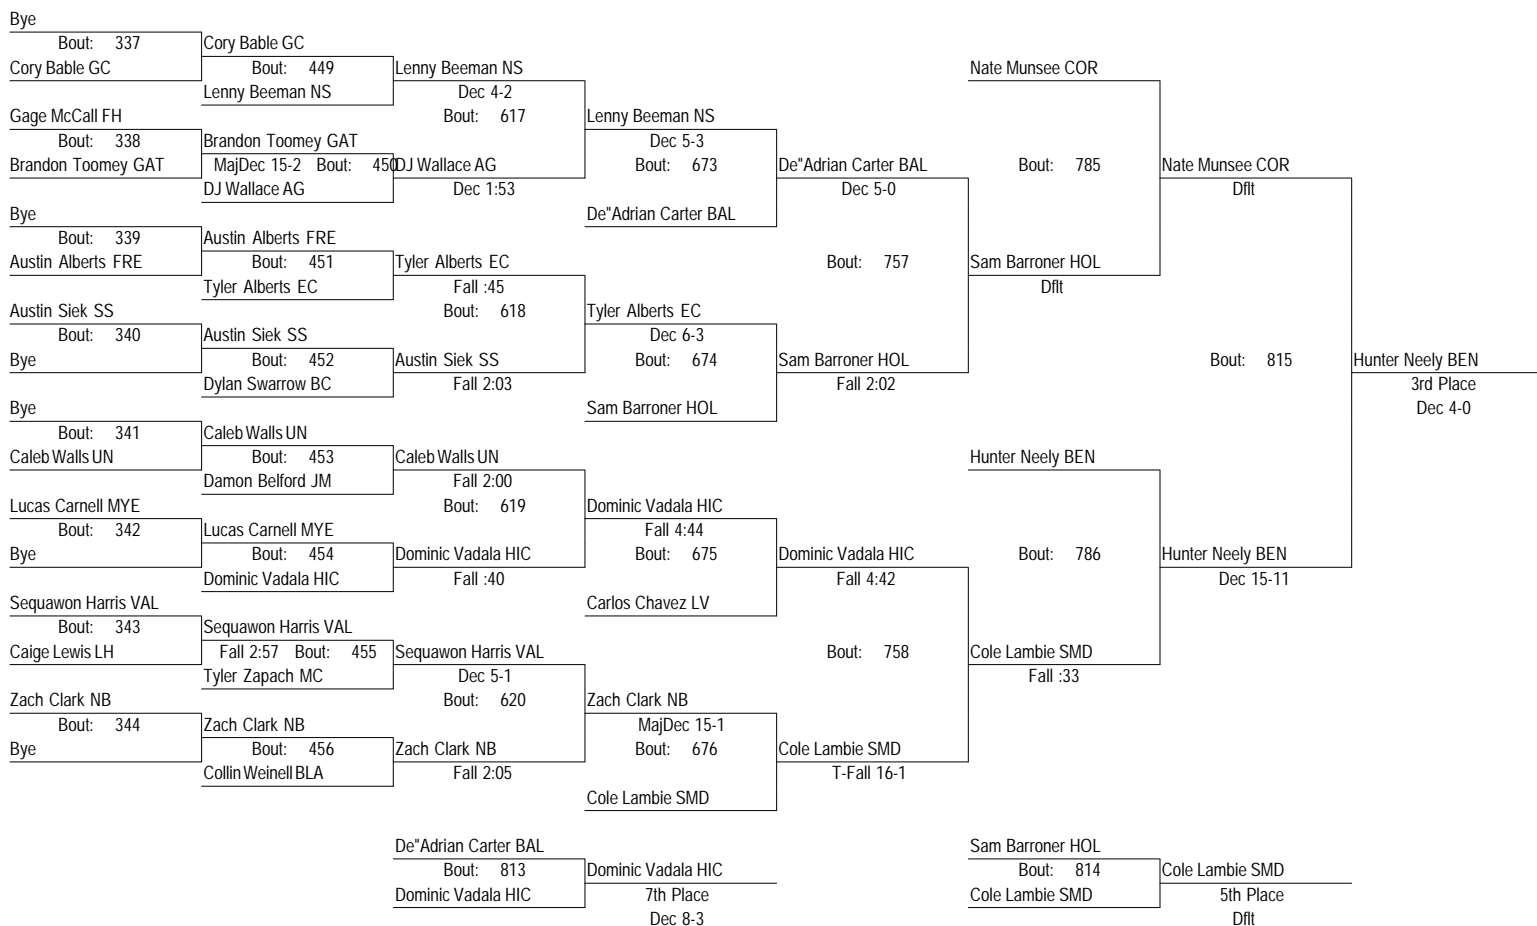 Bye
Bout: 337
Cory Bable GC
Cory Bable GC
Bout: 449
Lenny Beeman NS
Lenny Beeman NS
Dec 4-2
Bout: 617
Gage McCall FH
Bout: 338
Brandon Toomey GAT
Brandon Toomey GAT
MajDec 15-2 Bout: 450
DJ Wallace AG
DJ Wallace AG
Dec 1:53
Lenny Beeman NS
Dec 5-3
Bout: 673
De"Adrian Carter BAL
De"Adrian Carter BAL
Dec 5-0
Bye
Bout: 339
Austin Alberts FRE
Austin Alberts FRE
Bout: 451
Tyler Alberts EC
Tyler Alberts EC
Fall :45
Bout: 618
Austin Siek SS
Bout: 340
Bye
Austin Siek SS
Bout: 452
Dylan Swarrow BC
Austin Siek SS
Fall 2:03
Tyler Alberts EC
Dec 6-3
Bout: 674
Sam Barroner HOL
Sam Barroner HOL
Fall 2:02
Bout: 757
Nate Munsee COR
Bout: 785
Sam Barroner HOL
Dflt
Nate Munsee COR
Dflt
Bye
Bout: 341
Caleb Walls UN
Caleb Walls UN
Bout: 453
Damon Belford JM
Caleb Walls UN
Fall 2:00
Bout: 619
Lucas Carnell MYE
Bout: 342
Bye
Lucas Carnell MYE
Bout: 454
Dominic Vadala HIC
Dominic Vadala HIC
Fall :40
Dominic Vadala HIC
Fall 4:44
Bout: 675
Carlos Chavez LV
Dominic Vadala HIC
Fall 4:42
Sequawon Harris VAL
Bout: 343
Caige Lewis LH
Sequawon Harris VAL
Fall 2:57 Bout: 455
Tyler Zapach MC
Sequawon Harris VAL
Dec 5-1
Bout: 620
Zach Clark NB
Bout: 344
Bye
Zach Clark NB
Bout: 456
Collin Weinell BLA
Zach Clark NB
Fall 2:05
Zach Clark NB
MajDec 15-1
Bout: 676
Cole Lambie SMD
Cole Lambie SMD
T-Fall 16-1
Bout: 758
Hunter Neely BEN
Bout: 786
Cole Lambie SMD
Fall :33
Hunter Neely BEN
Dec 15-11
Bout: 815
Hunter Neely BEN
3rd Place
Dec 4-0
De"Adrian Carter BAL
Bout: 813
Dominic Vadala HIC
Dominic Vadala HIC
7th Place
Dec 8-3
Sam Barroner HOL
Bout: 814
Cole Lambie SMD
Cole Lambie SMD
5th Place
Dflt